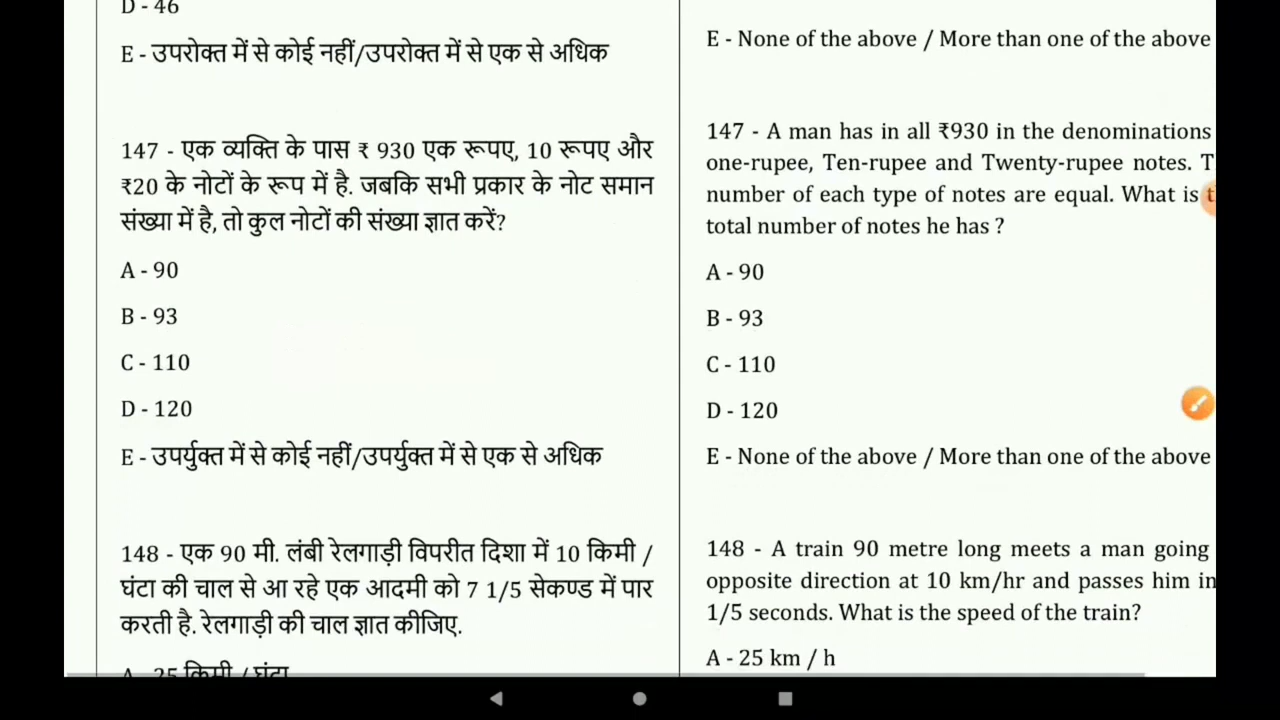 D - 46
E - उपरोक्त में से कोई नहीं/उपरोक्त में से एक से अधिक
147 - एक व्यक्ति के पास ₹ 930 एक रूपए, 10 रूपए और
₹20 के नोटों के रूप में है. जबकि सभी प्रकार के नोट समान
संख्या में है, तो कुल नोटों की संख्या ज्ञात करें?
A - 90
B - 93
C - 110
D - 120
E - उपर्युक्त में से कोई नहीं/उपर्युक्त में से एक से अधिक
148 - एक 90 मी. लंबी रेलगाड़ी विपरीत दिशा में 10 किमी /
घंटा की चाल से आ रहे एक आदमी को 7 1/5 सेकण्ड में पार
करती है. रेलगाड़ी की चाल ज्ञात कीजिए.
A - 25 किमी / घंटा
E - None of the above / More than one of the above
147 - A man has in all ₹930 in the denominations
one-rupee, Ten-rupee and Twenty-rupee notes. T
number of each type of notes are equal. What is t
total number of notes he has ?
A - 90
B - 93
C - 110
D - 120
E - None of the above / More than one of the above
148 - A train 90 metre long meets a man going
opposite direction at 10 km/hr and passes him in
1/5 seconds. What is the speed of the train?
A - 25 km / h